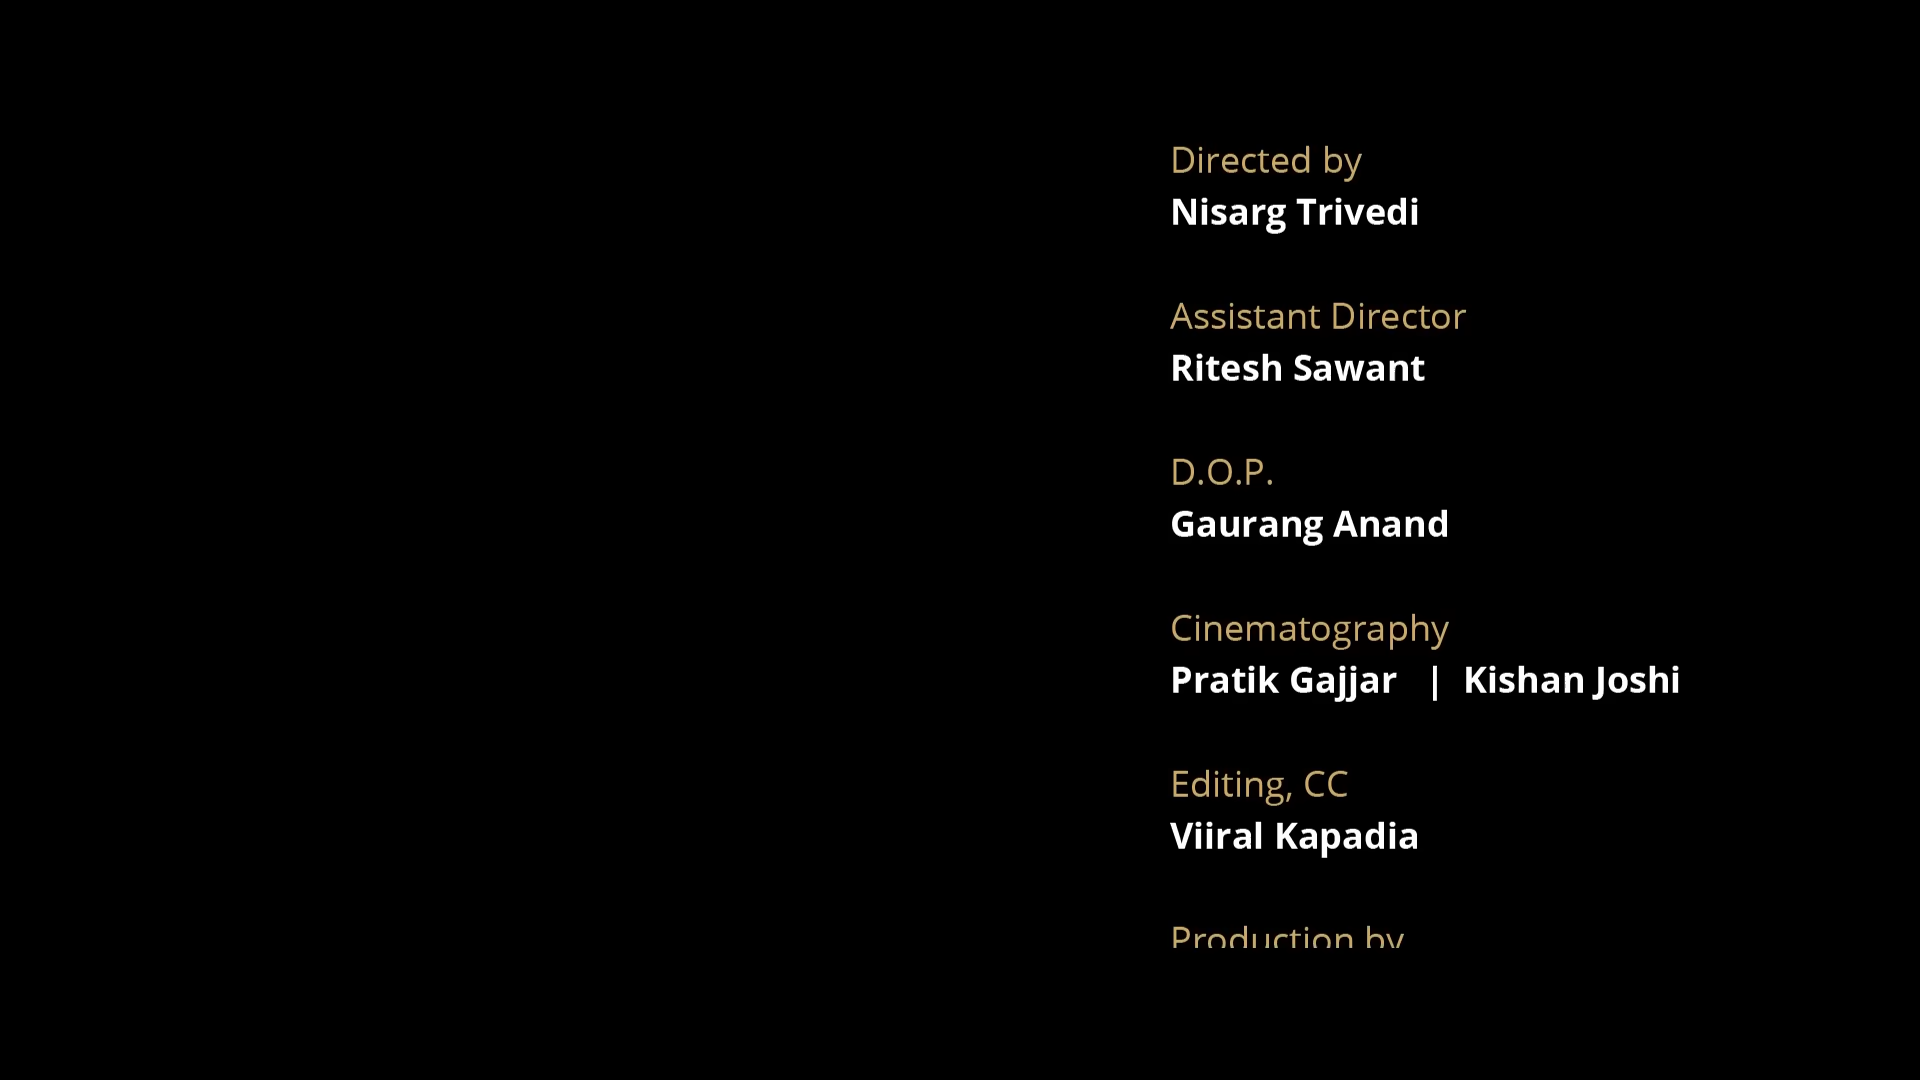 Directed by
Nisarg Trivedi
Assistant Director
Ritesh Sawant
D.O.P.
Gaurang Anand
Cinematography
Pratik Gajjar | Kishan Joshi
Editing, CC
Viiral Kapadia
Production by